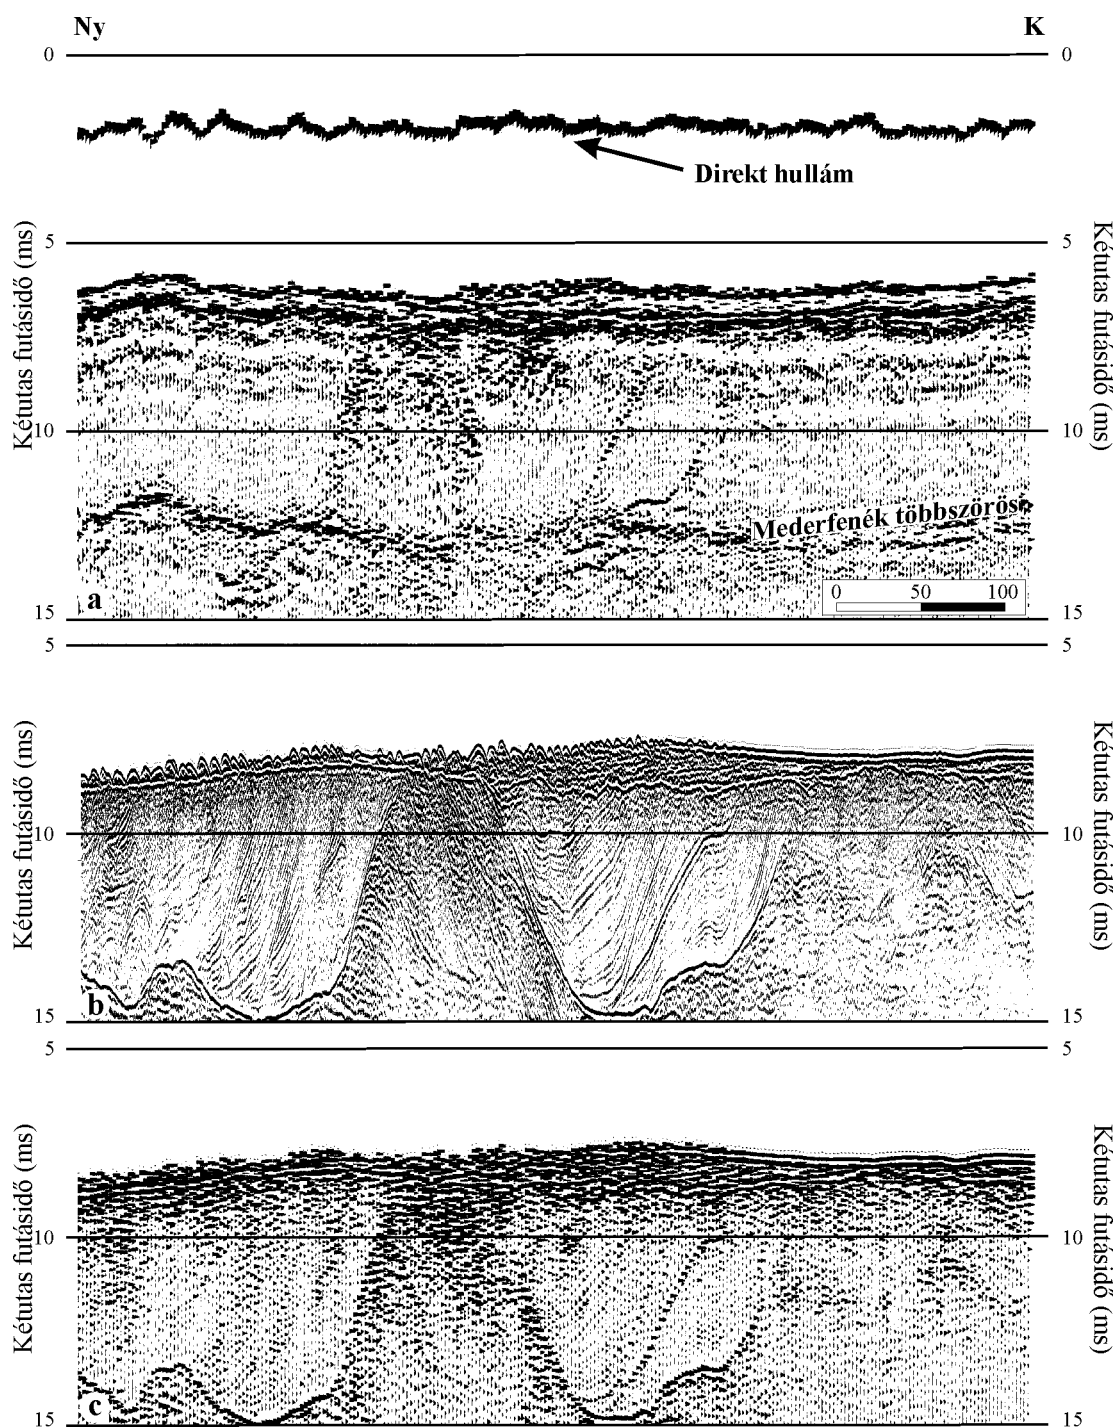 Ny K
0 0
Direkt hullám
Kétutas futásidő (ms)
Kétutas futásidő (ms)
5 5
10 10
Mederfenék többszörös
0 50 100
a
15 15
5 5
Kétutas futásidő (ms)
Kétutas futásidő (ms)
10 10
b
15 15
5 5
Kétutas futásidő (ms)
Kétutas futásidő (ms)
10 10
c
15 15